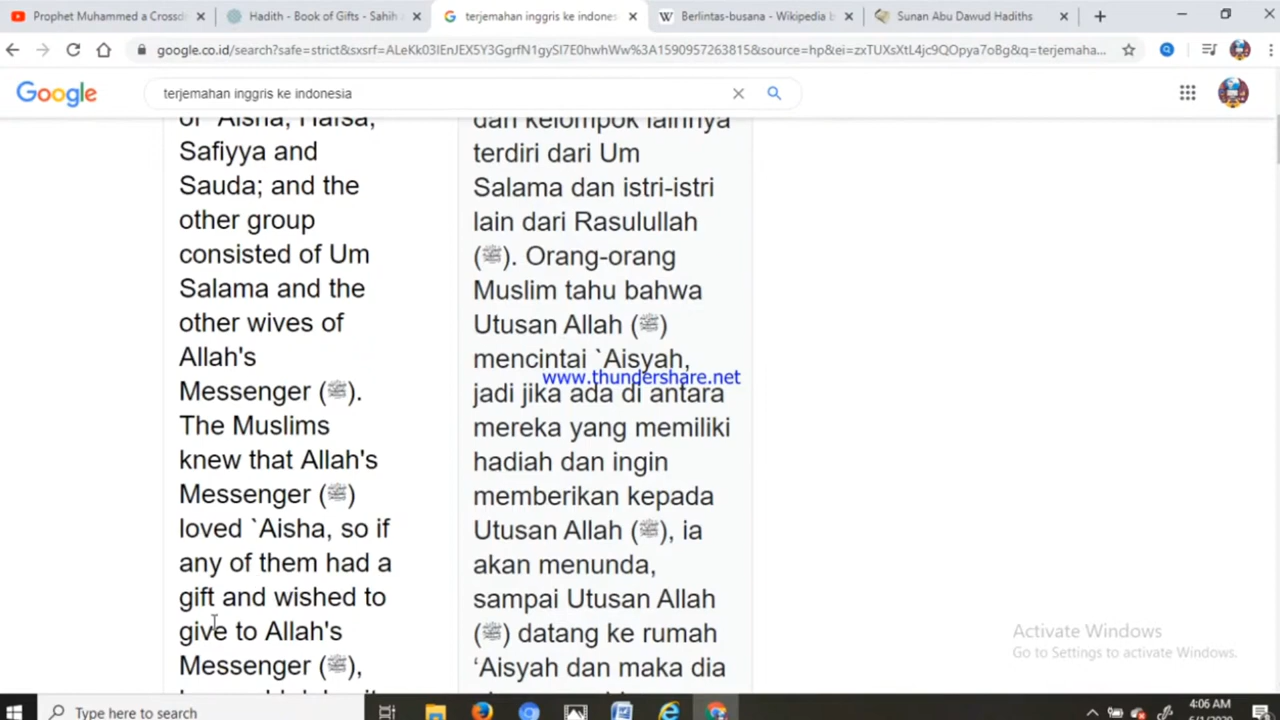 Prophet Muhammed a Crossd
Hadith - Book of Gifts - Sahih
terjemahan inggris ke indones
Berlintas-busana - Wikipedia b
Sunan Abu Dawud Hadiths
google.co.id/search?safe=strict&sxsrf=ALeKk03IEnJEX5Y3GgrfN1gySI7E0hwhWw%3A1590957263815&source=hp&ei=zxTUXsXtL4jc9QOpya7oBg&q=terjemaha...
Google
terjemahan inggris ke indonesia
of `Aisha, Hafsa,
Safiyya and
Sauda; and the
other group
consisted of Um
Salama and the
other wives of
Allah's
Messenger (ﷺ).
The Muslims
knew that Allah's
Messenger (ﷺ)
loved `Aisha, so if
any of them had a
gift and wished to
give to Allah's
Messenger (ﷺ),
dan kelompok lainnya
terdiri dari Um
Salama dan istri-istri
lain dari Rasulullah
(ﷺ). Orang-orang
Muslim tahu bahwa
Utusan Allah (ﷺ)
mencintai `Aisyah,
jadi jika ada di antara
mereka yang memiliki
hadiah dan ingin
memberikan kepada
Utusan Allah (ﷺ), ia
akan menunda,
sampai Utusan Allah
(ﷺ) datang ke rumah
‘Aisyah dan maka dia
www.thundershare.net
Activate Windows
Go to Settings to activate Windows.
Type here to search
4:06 AM